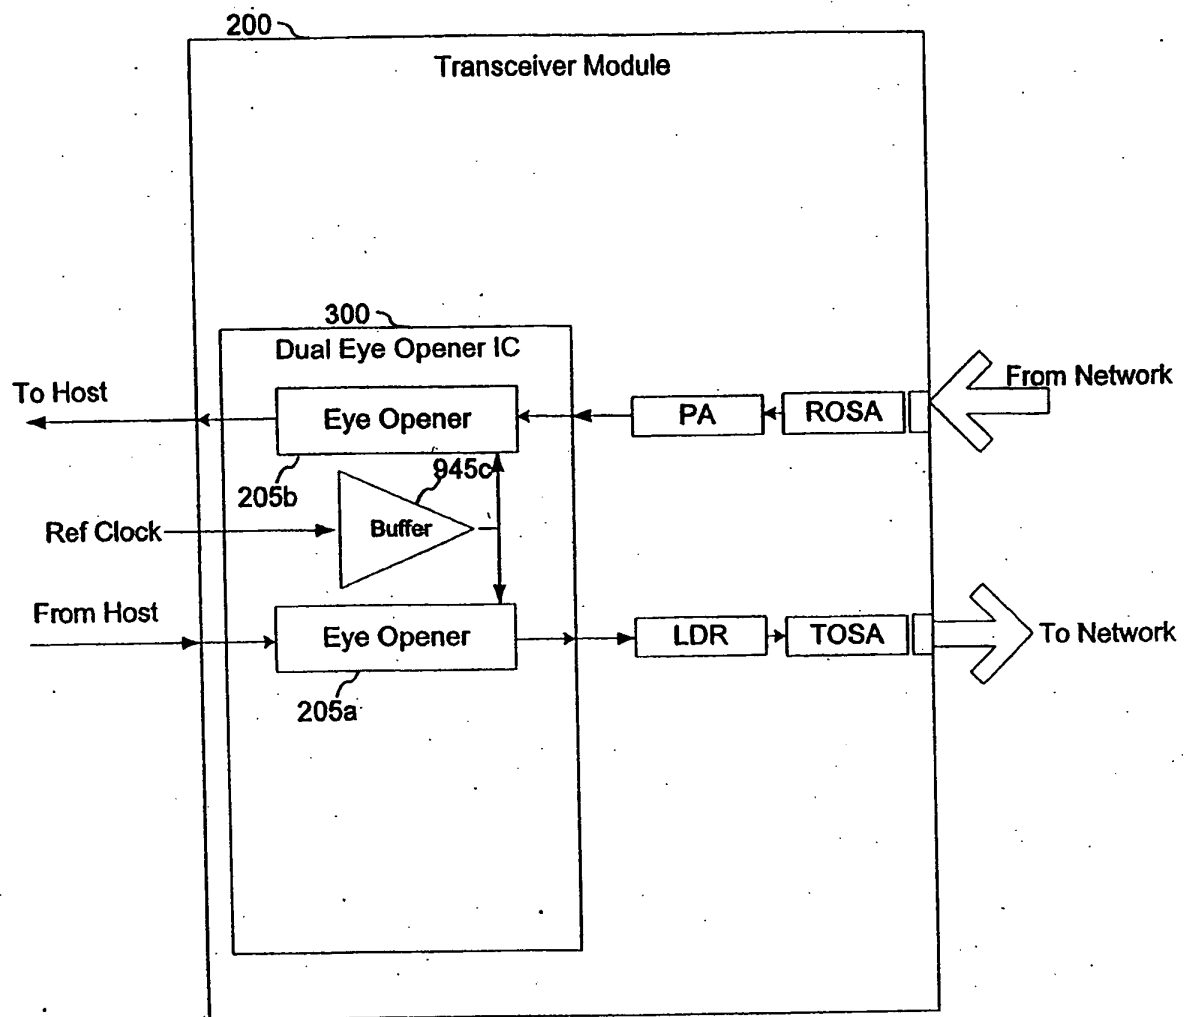 200
Transceiver Module
300
Dual Eye Opener IC
To Host
Eye Opener
PA
ROSA
From Network
205b
945c
Ref Clock
Buffer
From Host
Eye Opener
LDR
TOSA
To Network
205a